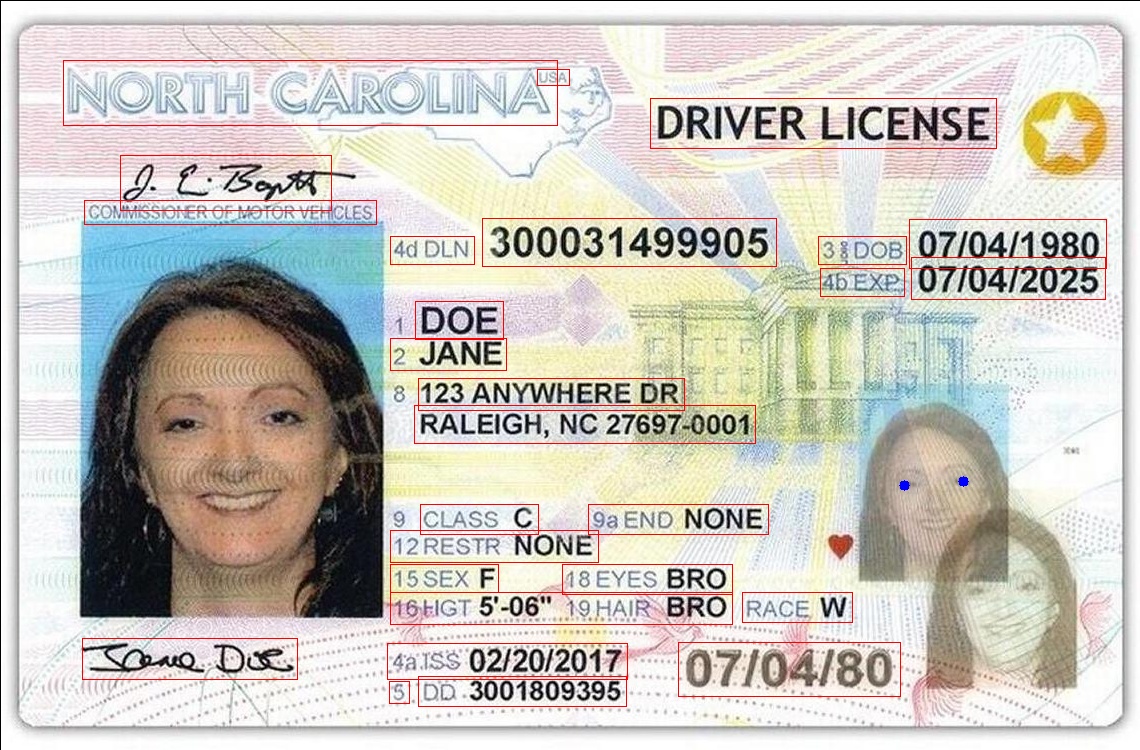 NORTH CAROLINA USA
DRIVER LICENSE
COMMISSIONER OF MOTOR VEHICLES
4d DLN 300031499905
3 DOB 07/04/1980
4b EXP 07/04/2025
1 DOE
2 JANE
8 123 ANYWHERE DR
RALEIGH, NC 27697-0001
9 CLASS C 9a END NONE
12 RESTR NONE
15 SEX F 18 EYES BRO
16 HGT 5'-06" 19 HAIR BRO RACE W
Jane Doe
4a ISS 02/20/2017
5 DD 3001809395
07/04/80